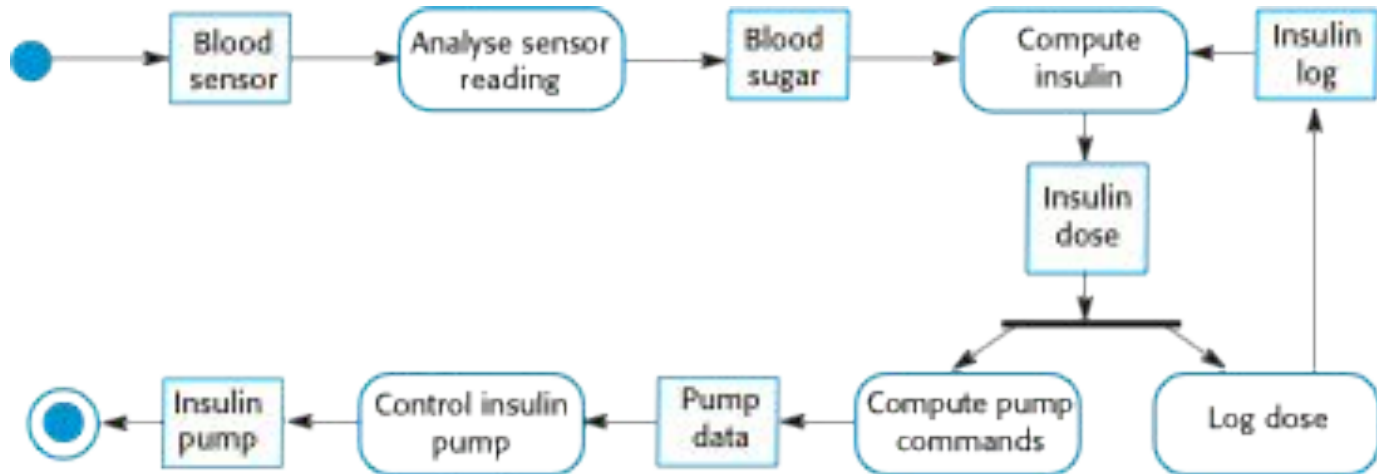 Blood
sensor
Analyse sensor
reading
Blood
sugar
Compute
insulin
Insulin
log
Insulin
dose
Insulin
pump
Control insulin
pump
Pump
data
Compute pump
commands
Log dose